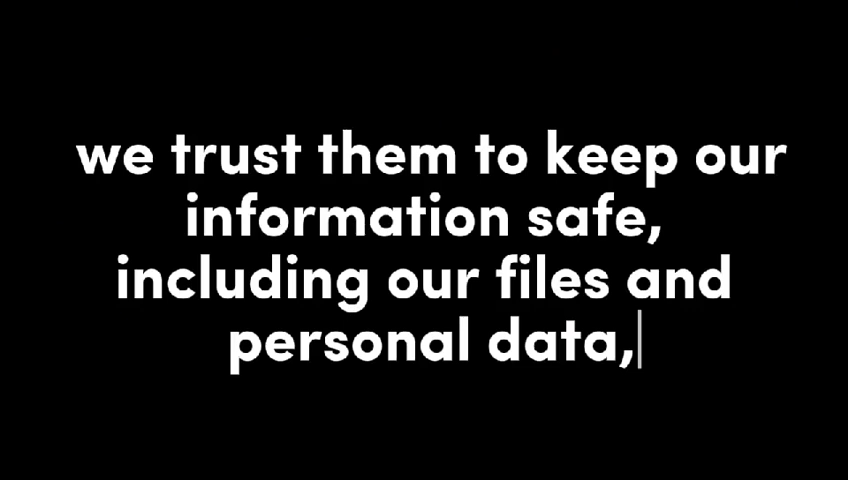 we trust them to keep our
information safe,
including our files and
personal data,